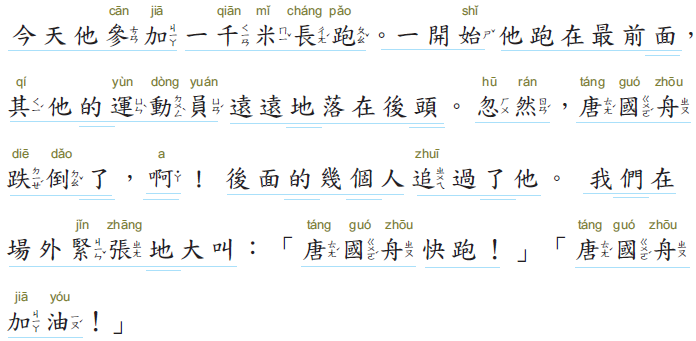 今天他參加一千米長跑。一開始他跑在最前面，
其他的運動員遠遠地落在後頭。忽然，唐國舟
跌倒了，啊！後面的幾個人追過了他。我們在
場外緊張地大叫：「唐國舟快跑！」「唐國舟
加油！」